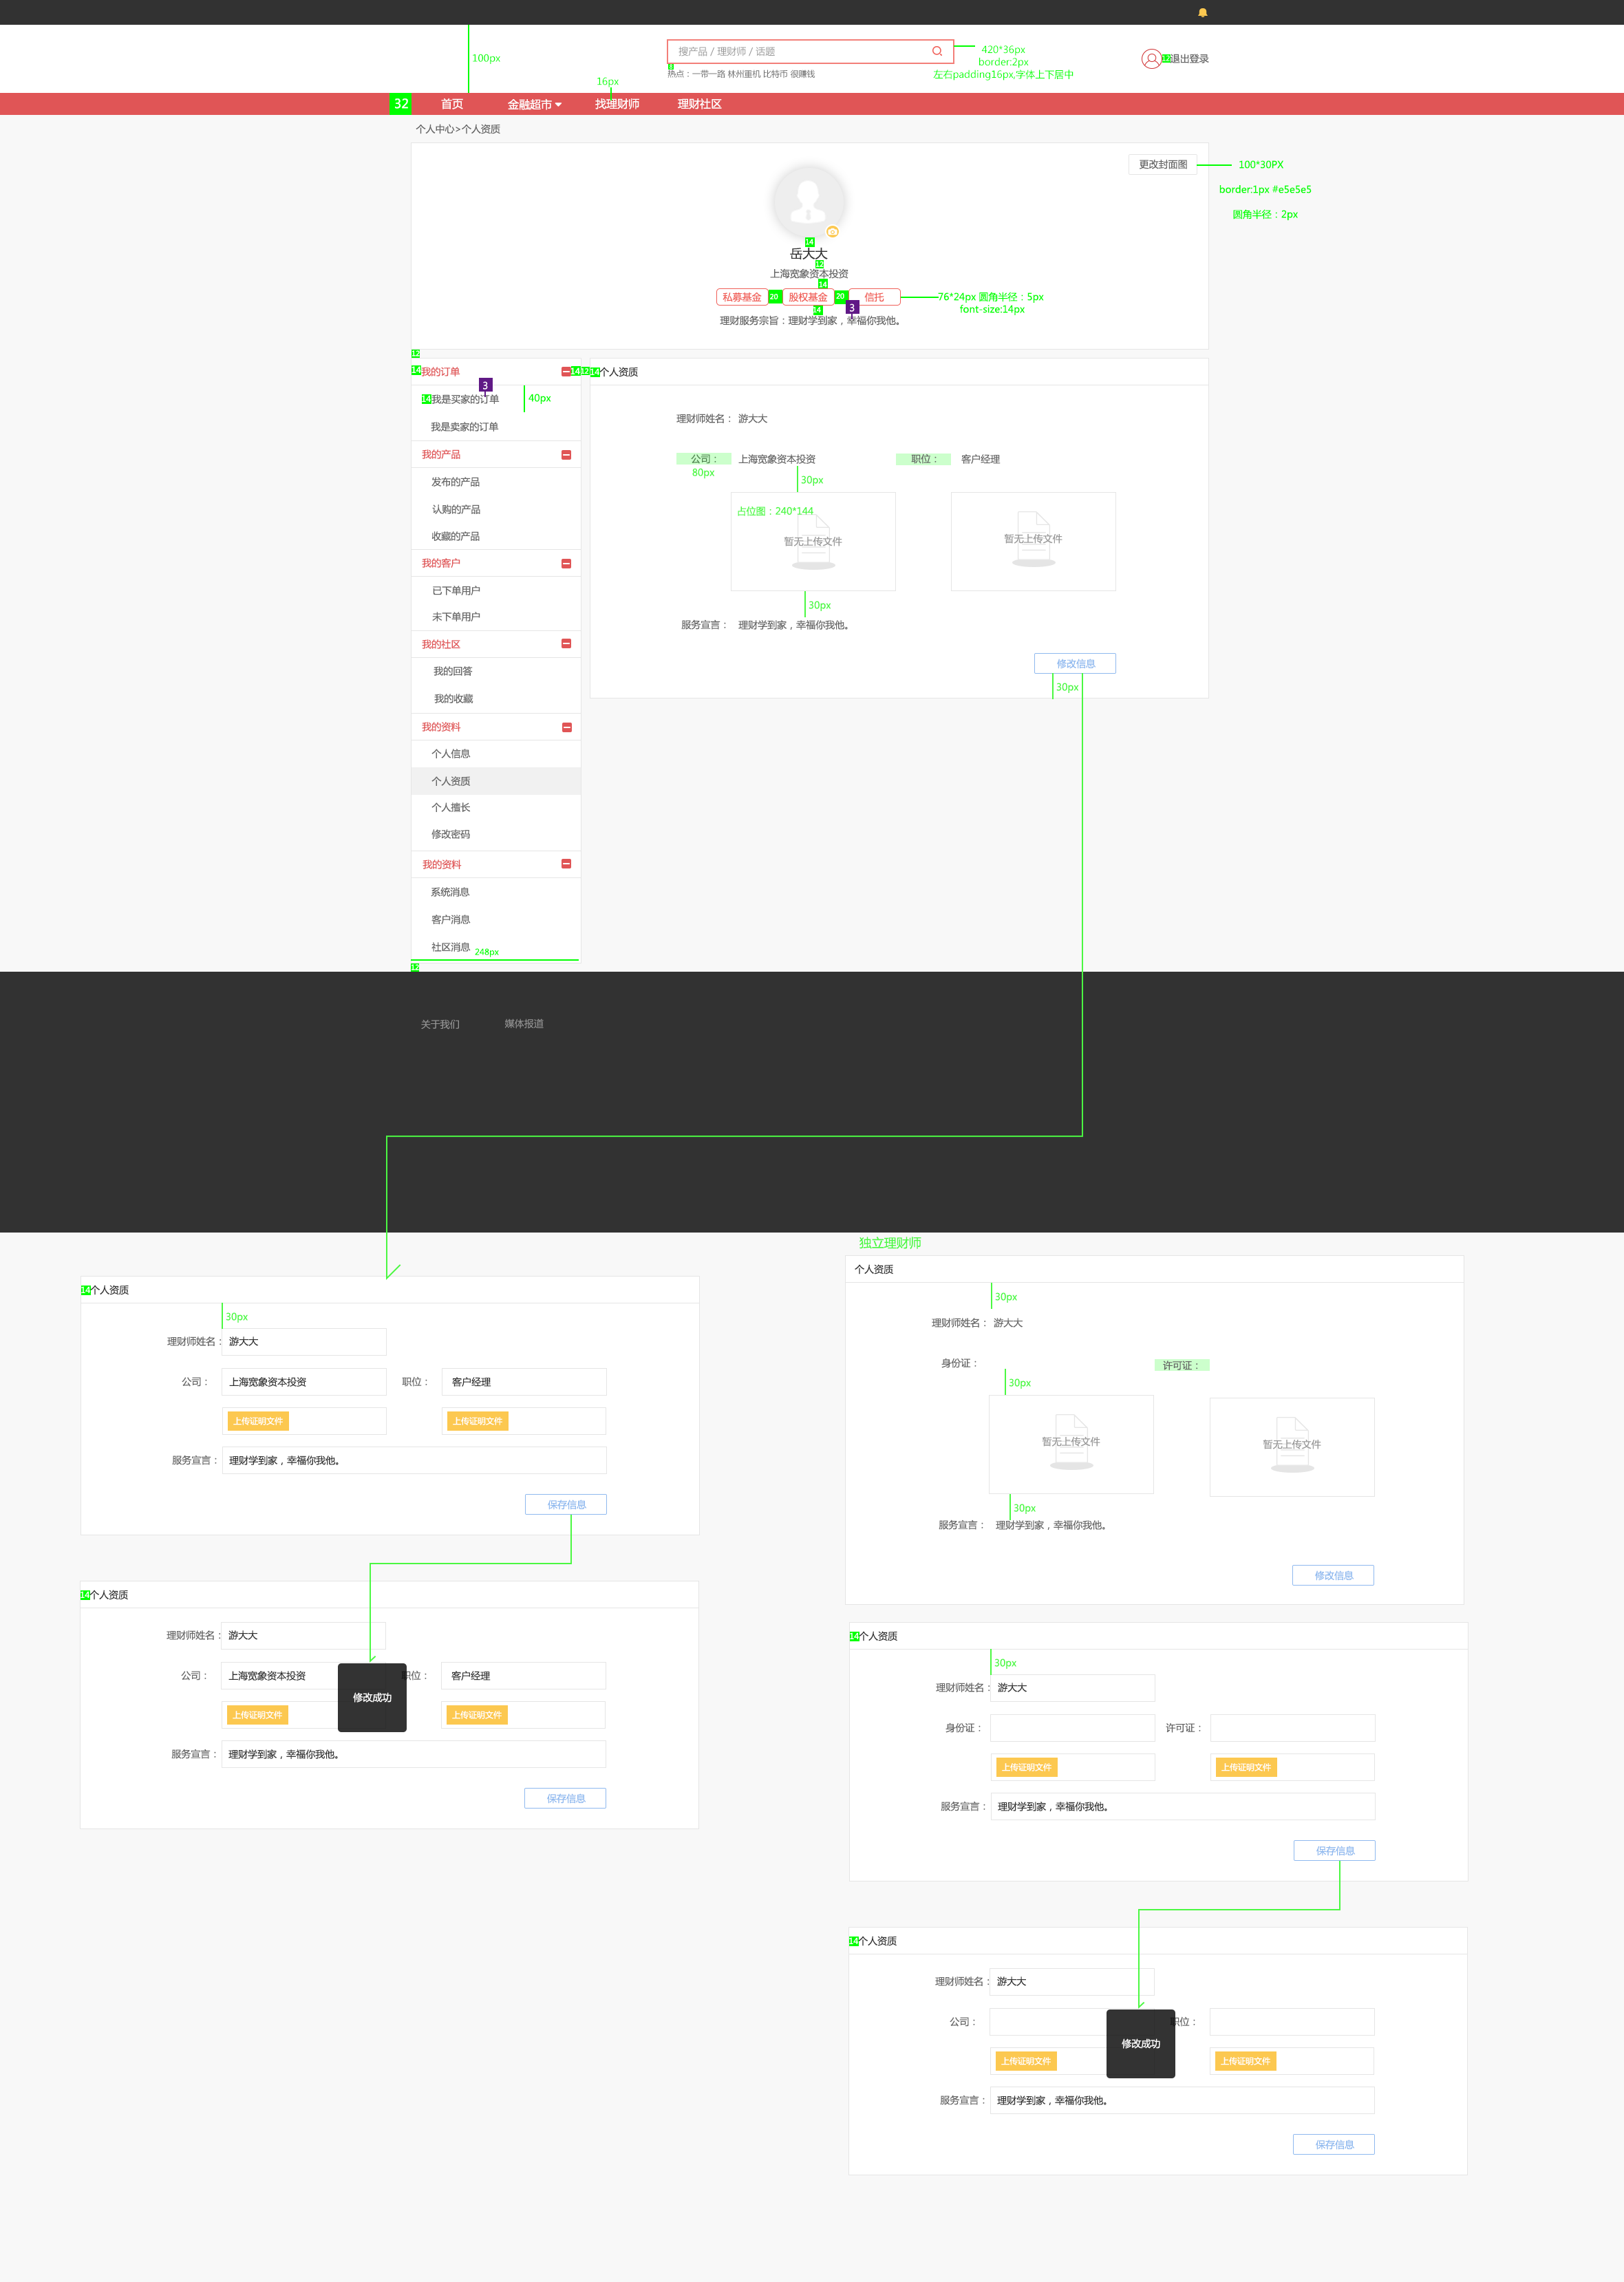 100px
搜产品 / 理财师 / 话题
420*36px
border:2px
左右padding16px,字体上下居中
12
退出登录
8
热点：一带一路 林州重机 比特币 很赚钱
16px
32
首页
金融超市
找理财师
理财社区
个人中心>个人资质
更改封面图
100*30PX
border:1px #e5e5e5
圆角半径：2px
14
岳大大
12
上海宽象资本投资
14
私募基金
20
股权基金
20
信托
76*24px 圆角半径：5px
font-size:14px
3
14
理财服务宗旨：理财学到家，幸福你我他。
12
14
我的订单
14
12
14
个人资质
3
14
我是买家的订单
40px
我是卖家的订单
我的产品
发布的产品
认购的产品
收藏的产品
我的客户
已下单用户
未下单用户
我的社区
我的回答
我的收藏
我的资料
个人信息
个人资质
个人擅长
修改密码
我的资料
系统消息
客户消息
社区消息
248px
12
理财师姓名： 游大大
公司： 上海宽象资本投资
职位： 客户经理
80px
30px
占位图：240*144
暂无上传文件
暂无上传文件
30px
服务宣言： 理财学到家，幸福你我他。
修改信息
30px
关于我们
媒体报道
14
个人资质
30px
理财师姓名： 游大大
公司： 上海宽象资本投资
职位： 客户经理
上传证明文件
上传证明文件
服务宣言： 理财学到家，幸福你我他。
保存信息
14
个人资质
理财师姓名： 游大大
公司： 上海宽象资本投资
职位： 客户经理
修改成功
上传证明文件
上传证明文件
服务宣言： 理财学到家，幸福你我他。
保存信息
独立理财师
个人资质
30px
理财师姓名： 游大大
身份证：
许可证：
30px
暂无上传文件
暂无上传文件
30px
服务宣言： 理财学到家，幸福你我他。
修改信息
14
个人资质
30px
理财师姓名： 游大大
身份证：
许可证：
上传证明文件
上传证明文件
服务宣言： 理财学到家，幸福你我他。
保存信息
14
个人资质
理财师姓名： 游大大
公司：
职位：
修改成功
上传证明文件
上传证明文件
服务宣言： 理财学到家，幸福你我他。
保存信息